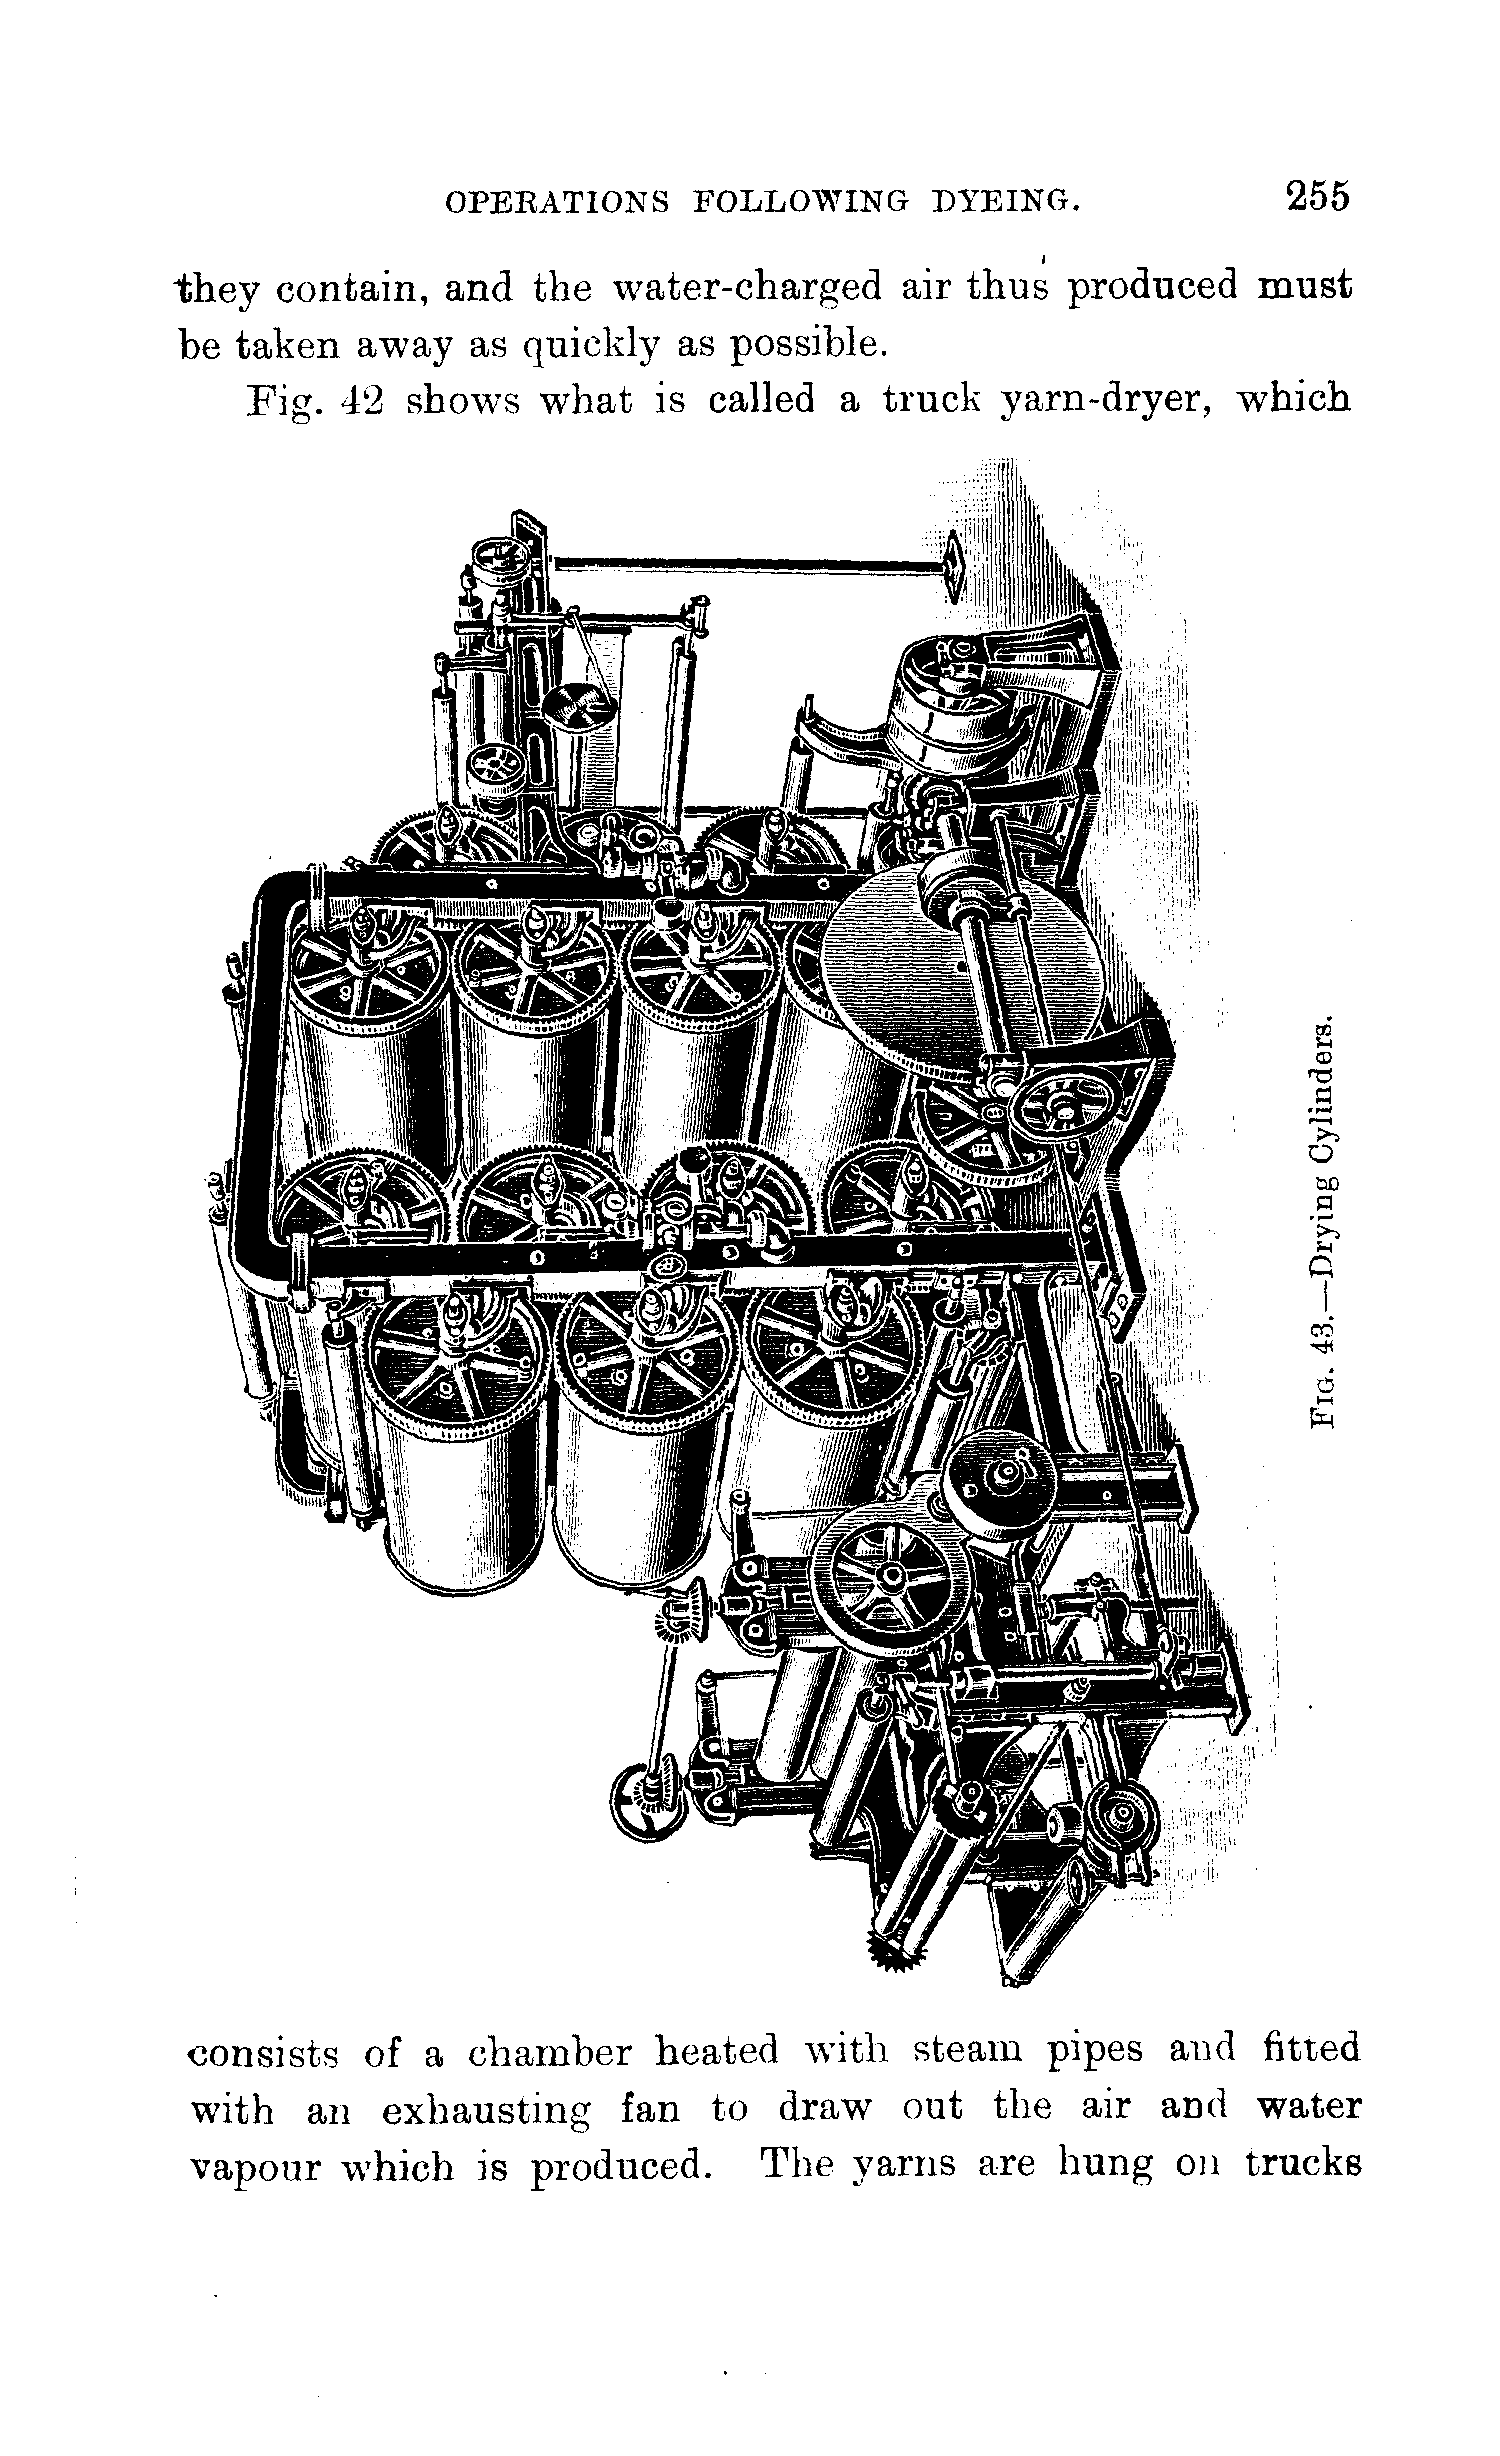 OPERATIONS FOLLOWING DYEING. 255
they contain, and the water-charged air thus produced must
be taken away as quickly as possible.
Fig. 42 shows what is called a truck yarn-dryer, which
FIG. 43.—Drying Cylinders.
consists of a chamber heated with steam pipes and fitted
with an exhausting fan to draw out the air and water
vapour which is produced. The yarns are hung on trucks